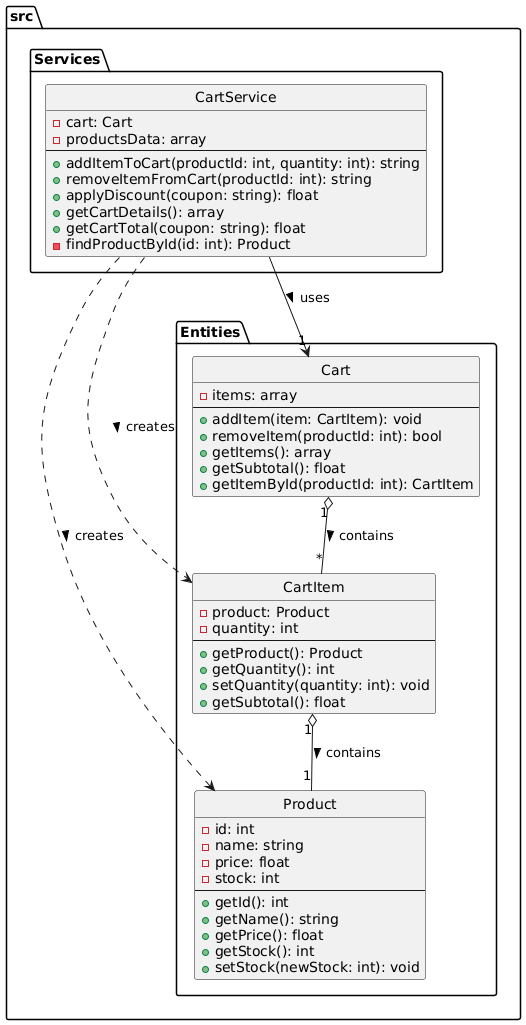 src
Services
CartService
cart: Cart
productsData: array
addItemToCart(productId: int, quantity: int): string
removeItemFromCart(productId: int): string
applyDiscount(coupon: string): float
getCartDetails(): array
getCartTotal(coupon: string): float
findProductById(id: int): Product
uses
1
Entities
Cart
items: array
addItem(item: CartItem): void
removeItem(productId: int): bool
getItems(): array
getSubtotal(): float
getItemById(productId: int): CartItem
creates
1
contains
creates
*
CartItem
product: Product
quantity: int
getProduct(): Product
getQuantity(): int
setQuantity(quantity: int): void
getSubtotal(): float
1
contains
1
Product
id: int
name: string
price: float
stock: int
getId(): int
getName(): string
getPrice(): float
getStock(): int
setStock(newStock: int): void